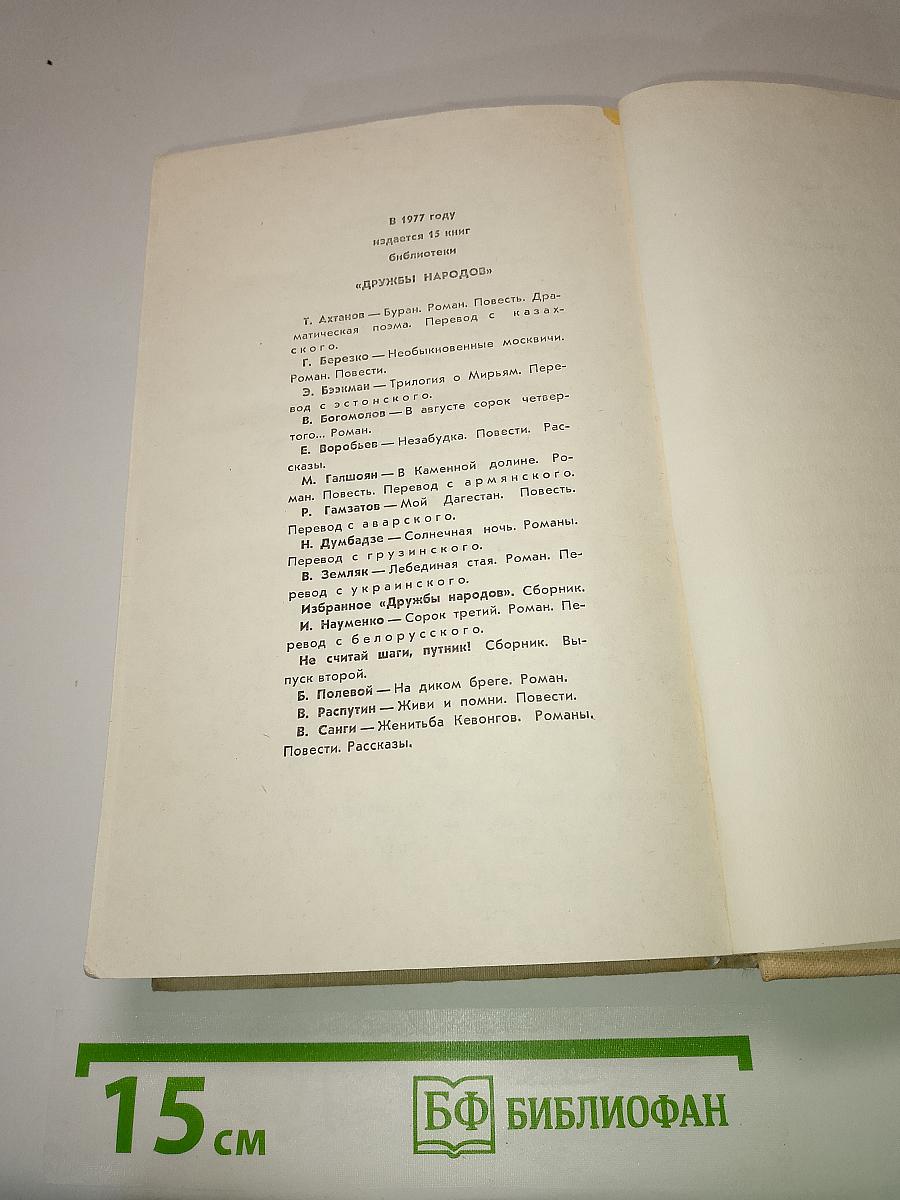 В 1977 году
издается 15 книг
библиотеки
«ДРУЖБЫ НАРОДОВ»
Т. Ахтанов — Буран. Роман. Повесть. Дра-
матическая поэма. Перевод с казах-
ского.
Г. Березко — Необыкновенные москвичи.
Роман. Повести.
Э. Бээкман — Трилогия о Мирьям. Пере-
вод с эстонского.
В. Богомолов — В августе сорок четвер-
того... Роман.
Е. Воробьев — Незабудка. Повести. Рас-
сказы.
М. Галшоян — В Каменной долине. Ро-
ман. Повесть. Перевод с армянского.
Р. Гамзатов — Мой Дагестан. Повесть.
Перевод с аварского.
Н. Думбадзе — Солнечная ночь. Романы.
Перевод с грузинского.
В. Земляк — Лебединая стая. Роман. Пе-
ревод с украинского.
Избранное «Дружбы народов». Сборник.
И. Науменко — Сорок третий. Роман. Пе-
ревод с белорусского.
Не считай шаги, путник! Сборник. Вы-
пуск второй.
Б. Полевой — На диком бреге. Роман.
В. Распутин — Живи и помни. Повести.
В. Санги — Женитьба Кевонгов. Романы.
Повести. Рассказы.
15 см
БФ БИБЛИОФАН